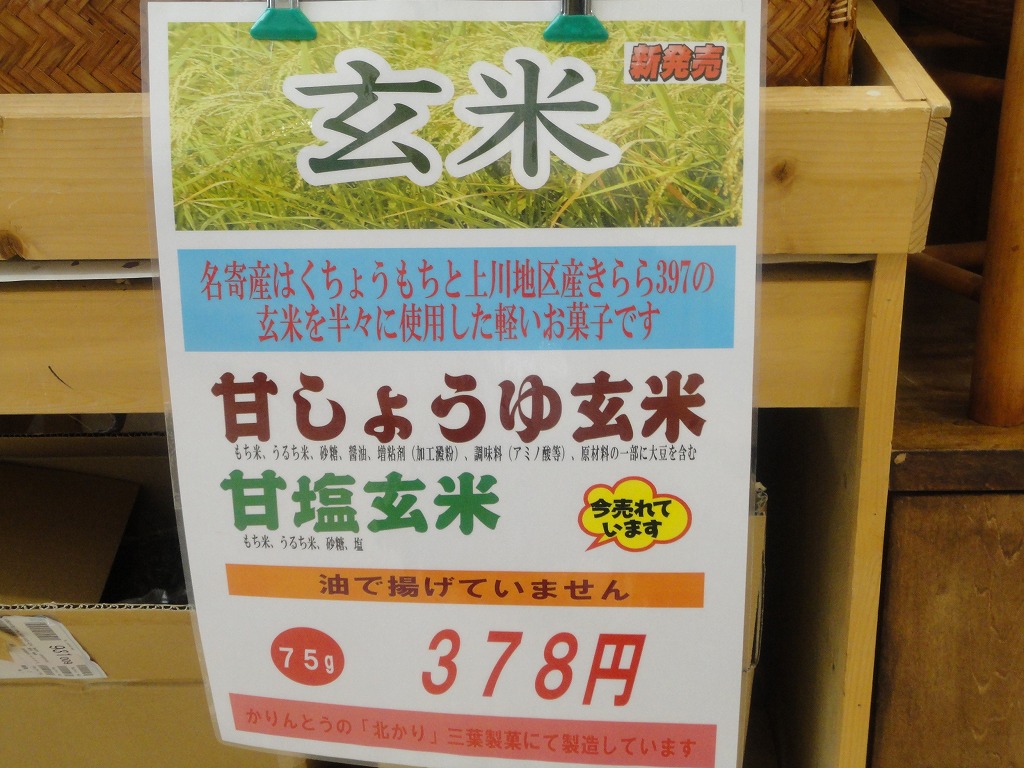 玄米
新発売
名寄産はくちょうもちと上川地区産きらら397の
玄米を半々に使用した軽いお菓子です
甘しょうゆ玄米
もち米、うるち米、砂糖、醤油、増粘剤（加工澱粉）、調味料（アミノ酸等）、原材料の一部に大豆を含む
甘塩玄米
もち米、うるち米、砂糖、塩
今売れて
います
油で揚げていません
75g
378円
かりんとうの「北かり」三葉製菓にて製造しています